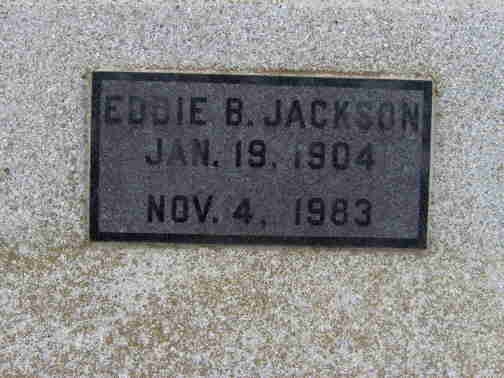 EDDIE B. JACKSON
JAN. 19, 1904
NOV. 4, 1983